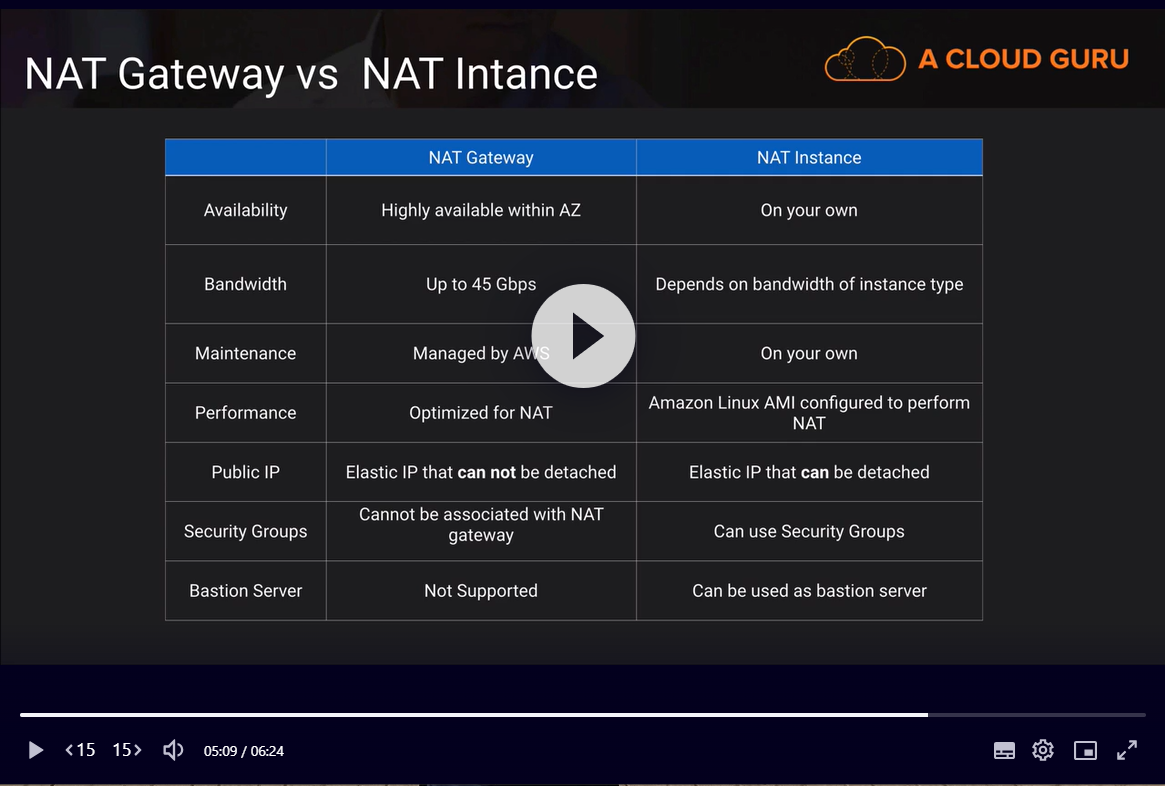 NAT Gateway vs NAT Intance
A CLOUD GURU
NAT Gateway NAT Instance
Availability Highly available within AZ On your own
Bandwidth Up to 45 Gbps Depends on bandwidth of instance type
Maintenance Managed by AWS On your own
Performance Optimized for NAT Amazon Linux AMI configured to perform
NAT
Public IP Elastic IP that can not be detached Elastic IP that can be detached
Security Groups Cannot be associated with NAT
gateway Can use Security Groups
Bastion Server Not Supported Can be used as bastion server
<15 15> 05:09 / 06:24